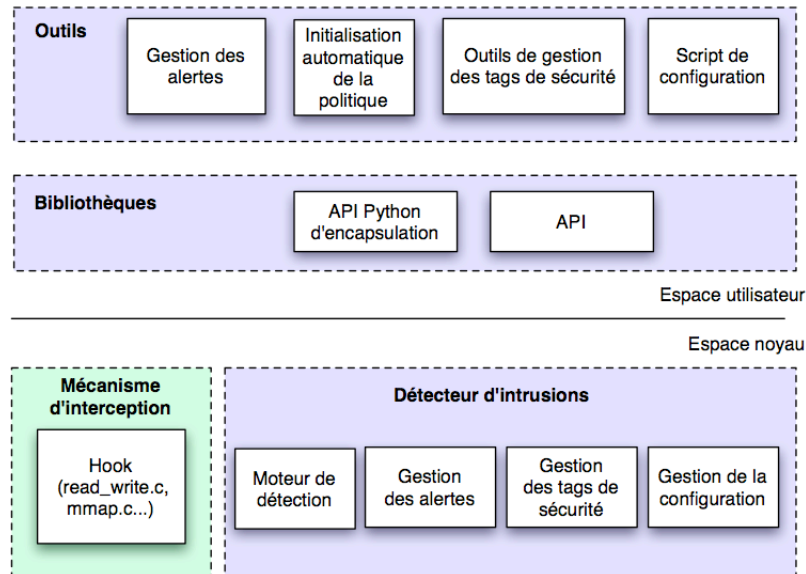 Outils
Gestion des
alertes
Initialisation
automatique
de la
politique
Outils de gestion
des tags de sécurité
Script de
configuration
Bibliothèques
API Python
d'encapsulation
API
Espace utilisateur
Espace noyau
Mécanisme
d'interception
Hook
(read_write.c,
mmap.c...)
Détecteur d'intrusions
Moteur de
détection
Gestion
des alertes
Gestion
des tags de
sécurité
Gestion de la
configuration